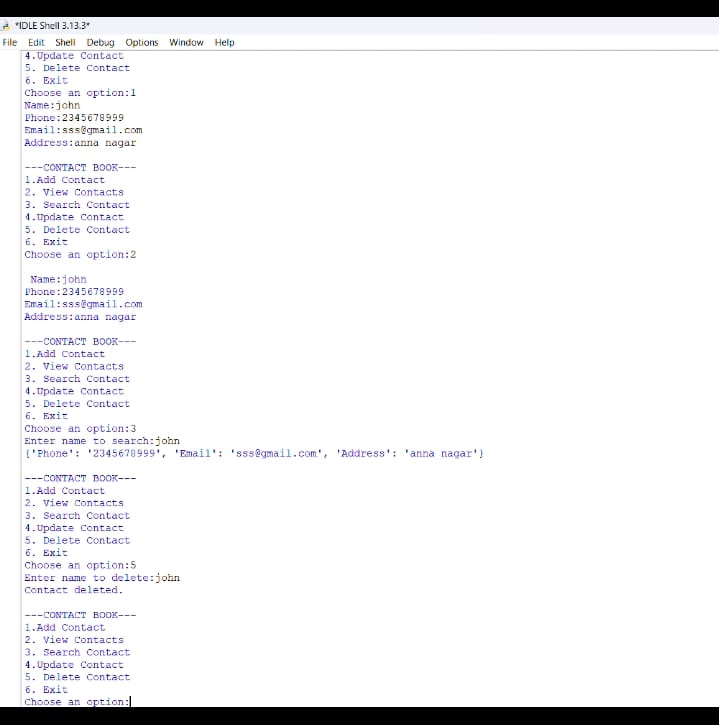 *IDLE Shell 3.13.3*
File Edit Shell Debug Options Window Help
4.Update Contact
5. Delete Contact
6. Exit
Choose an option:1
Name:john
Phone:2345678999
Email:sss@gmail.com
Address:anna nagar
---CONTACT BOOK---
1.Add Contact
2. View Contacts
3. Search Contact
4.Update Contact
5. Delete Contact
6. Exit
Choose an option:2
Name:john
Phone:2345678999
Email:sss@gmail.com
Address:anna nagar
---CONTACT BOOK---
1.Add Contact
2. View Contacts
3. Search Contact
4.Update Contact
5. Delete Contact
6. Exit
Choose an option:3
Enter name to search:john
{'Phone': '2345678999', 'Email': 'sss@gmail.com', 'Address': 'anna nagar'}
---CONTACT BOOK---
1.Add Contact
2. View Contacts
3. Search Contact
4.Update Contact
5. Delete Contact
6. Exit
Choose an option:5
Enter name to delete:john
Contact deleted.
---CONTACT BOOK---
1.Add Contact
2. View Contacts
3. Search Contact
4.Update Contact
5. Delete Contact
6. Exit
Choose an option: